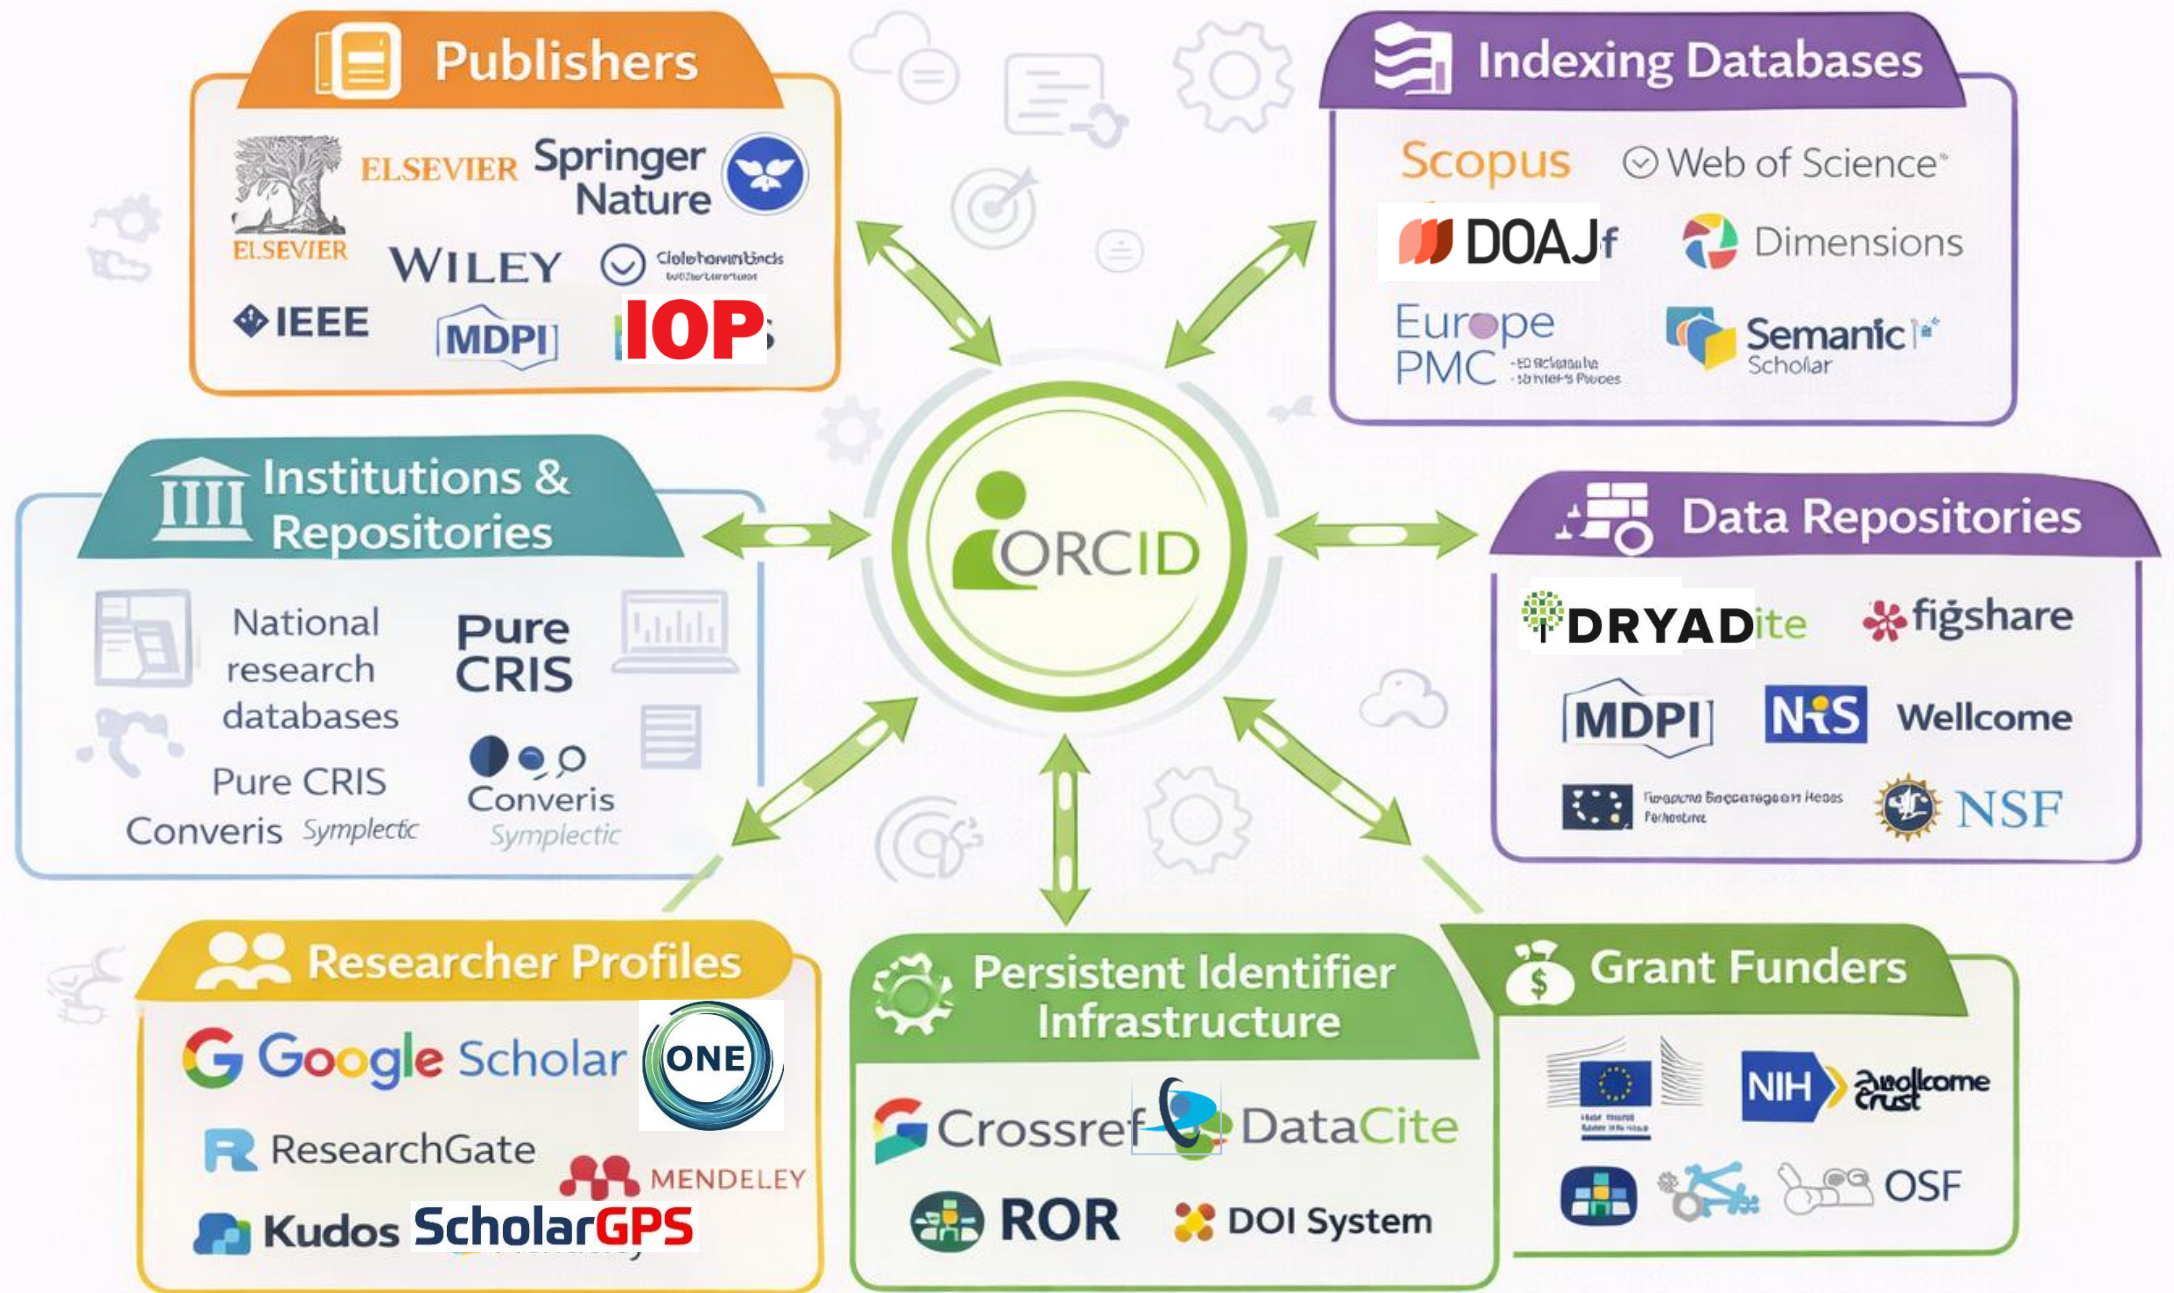 Publishers
ELSEVIER
ELSEVIER
Springer
Nature
WILEY
IEEE
MDPI
IOP
Indexing Databases
Scopus
Web of Science
DOAJ
Dimensions
Europe
PMC
Semanic
Scholar
Institutions &
Repositories
National
research
databases
Pure
CRIS
Pure CRIS
Converis Symplectic
Converis
Symplectic
ORCID
Data Repositories
DRYAD
ite
figshare
MDPI
Wellcome
NSF
Researcher Profiles
G Google Scholar
ONE
R ResearchGate
MENDELEY
Kudos
ScholarGPS
Persistent Identifier
Infrastructure
Crossref
DataCite
ROR
DOI System
Grant Funders
$
NIH
OSF